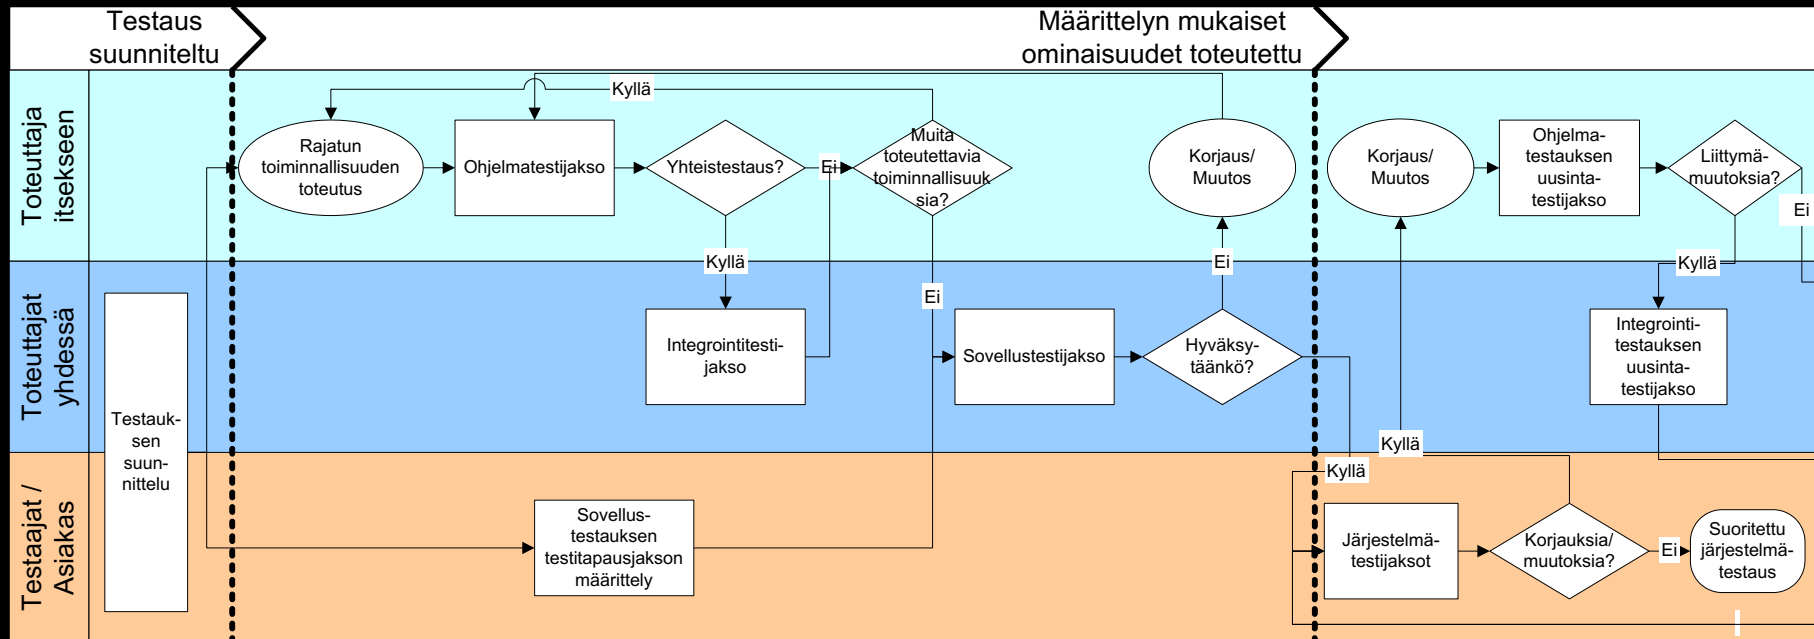 Testaus
suunniteltu
Määrittelyn mukaiset
ominaisuudet toteutettu
Toteuttaja
itsekseen
Kyllä
Rajatun
toiminnallisuuden
toteutus
Ohjelmatestijakso
Yhteistestaus?
Ei
Muita
toteutettavia
toiminnallisuuk
sia?
Korjaus/
Muutos
Korjaus/
Muutos
Ohjelma-
testauksen
uusinta-
testijakso
Liittymä-
muutoksia?
Ei
Kyllä
Ei
Kyllä
Toteuttajat
yhdessä
Ei
Integrointitesti-
jakso
Sovellustestijakso
Hyväksy-
täänkö?
Integrointi-
testauksen
uusinta-
testijakso
Testauk-
sen
suun-
nittelu
Kyllä
Kyllä
Testaajat /
Asiakas
Sovellus-
testauksen
testitapausjakson
määrittely
Järjestelmä-
testijaksot
Korjauksia/
muutoksia?
Ei
Suoritettu
järjestelmä-
testaus